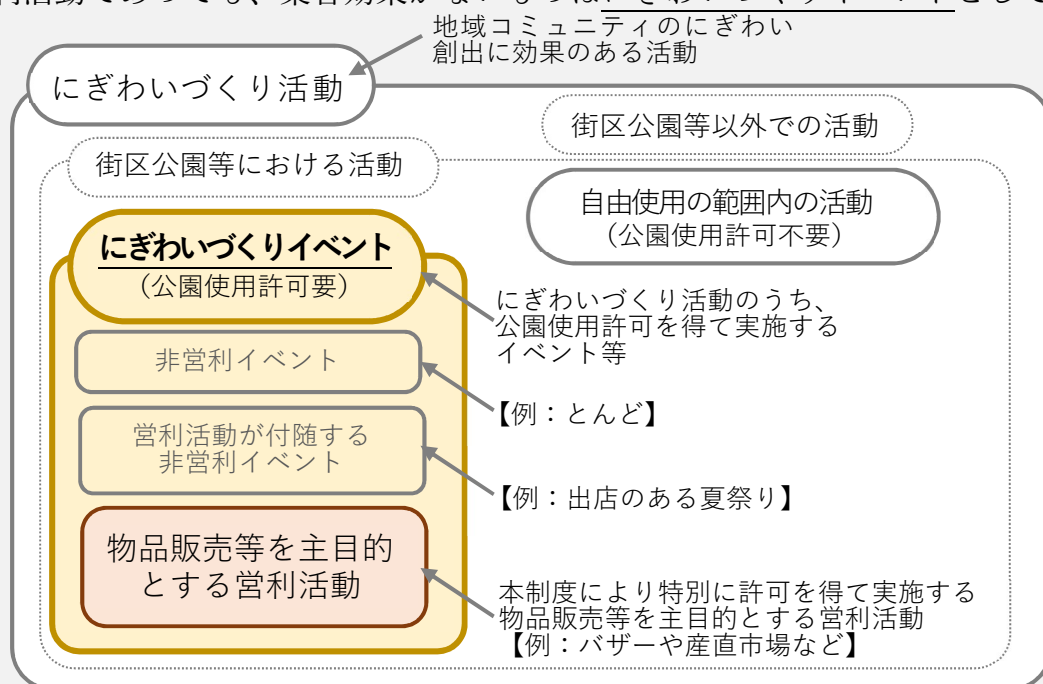 地域コミュニティのにぎわい
創出に効果のある活動
にぎわいづくり活動
街区公園等以外での活動
街区公園等における活動
自由使用の範囲内の活動
（公園使用許可不要）
にぎわいづくりイベント
（公園使用許可要）
にぎわいづくり活動のうち、
公園使用許可を得て実施する
イベント等
非営利イベント
【例：とんど】
営利活動が付随する
非営利イベント
【例：出店のある夏祭り】
物品販売等を主目的
とする営利活動
本制度により特別に許可を得て実施する
物品販売等を主目的とする営利活動
【例：バザーや産直市場など】